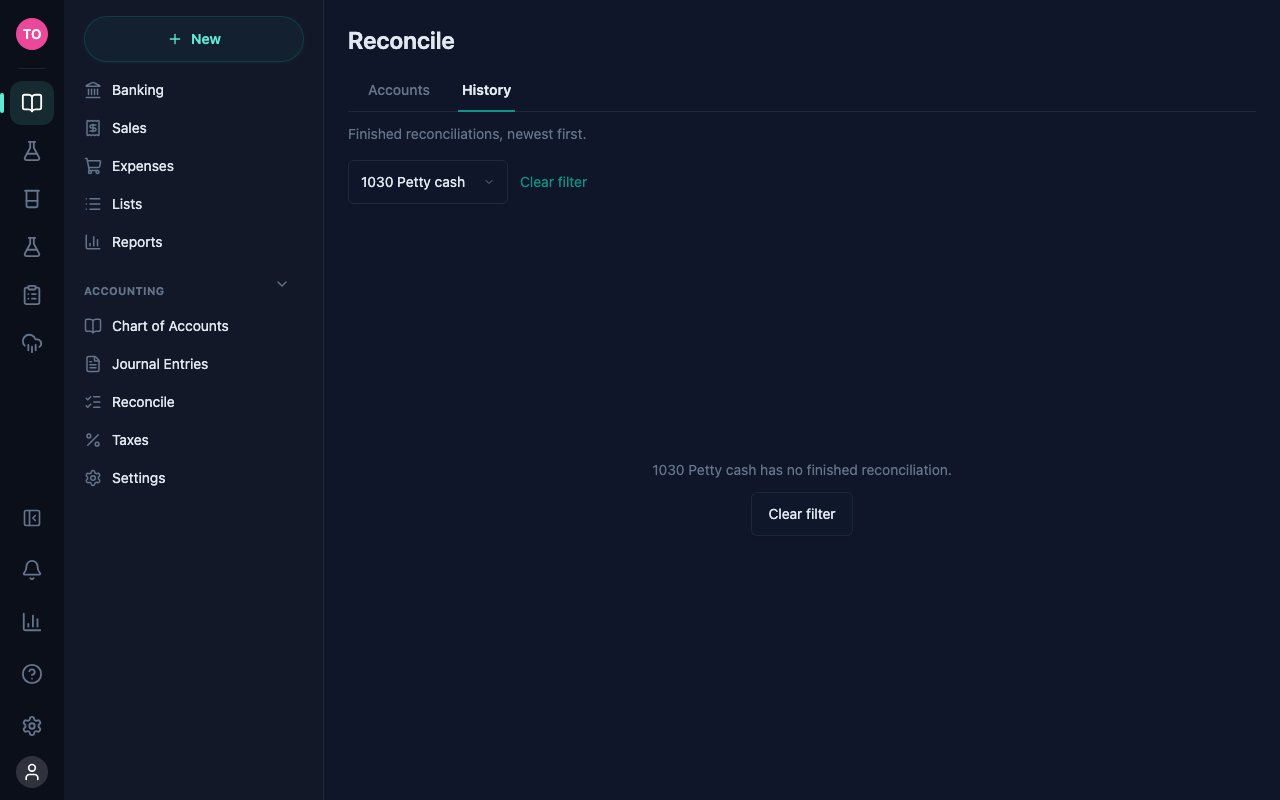 TO
New
Banking
Sales
Expenses
Lists
Reports
ACCOUNTING
Chart of Accounts
Journal Entries
Reconcile
Taxes
Settings
Reconcile
Accounts
History
Finished reconciliations, newest first.
1030 Petty cash
Clear filter
1030 Petty cash has no finished reconciliation.
Clear filter